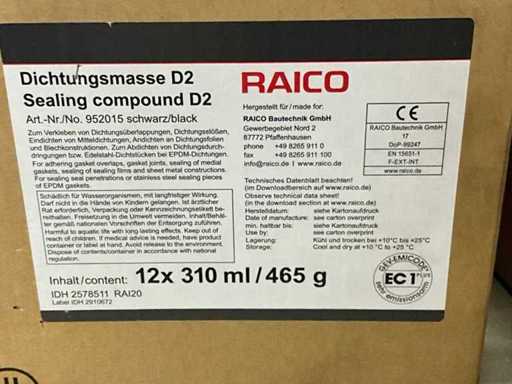 Dichtungsmasse D2
Sealing compound D2
Art.-Nr./No. 952015 schwarz/black
Zum Verkleben von Dichtungsüberlappungen, Dichtungsstößen,
Eindichten von Mitteldichtungen, Andichten an Dichtungsfolien
und Blechkonstruktionen. Zum Abdichten von Dichtungsdurch-
dringungen bzw. Edelstahl-Dichtstücken bei EPDM-Dichtungen.
For adhering gasket overlaps, gasket joints, sealing of medial
gaskets, sealing of sealing films and sheet metal constructions.
For sealing seal penetrations or stainless steel sealing pieces
of EPDM gaskets.
Schädlich für Wasserorganismen, mit langfristiger Wirkung.
Darf nicht in die Hände von Kindern gelangen. Ist ärztlicher
Rat erforderlich, Verpackung oder Kennzeichnungsetikett
bereithalten. Freisetzung in die Umwelt vermeiden. Inhalt/Behäl-
ter gemäß nationalen Vorschriften der Entsorgung zuführen.
Harmful to aquatic life with long lasting effects. Keep out of
reach of children. If medical advice is needed, have product
container or label at hand. Avoid release to the environment.
Dispose of contents/container in accordance with national
regulation.
Inhalt/content: 12x 310 ml / 465 g
IDH 2578511 RAI20
Label IDH 2910672
RAICO
Hergestellt für / made for:
RAICO Bautechnik GmbH
Gewerbegebiet Nord 2
87772 Pfaffenhausen
phone +49 8265 911 0
fax +49 8265 911 100
info@raico.de | www.raico.de
CE
RAICO Bautechnik GmbH
17
DoP-99247
EN 15651-1
F-EXT-INT
www.raico.de
Technisches Datenblatt beachten!
(im Downloadbereich auf www.raico.de)
Observe the technical data sheet
(in the download section at www.raico.de)
Herstelldatum: siehe Kartonaufdruck
Date of manufacture: see carton overprint
min. haltbar bis: siehe Kartonaufdruck
Use before: see carton overprint
Lagerung: Kühl und trocken bei +10°C bis +25°C
Storage: Cool and dry at +10 °C to +25 °C
GEV-EMICODE
EC1 PLUS
sehr emissionsarm